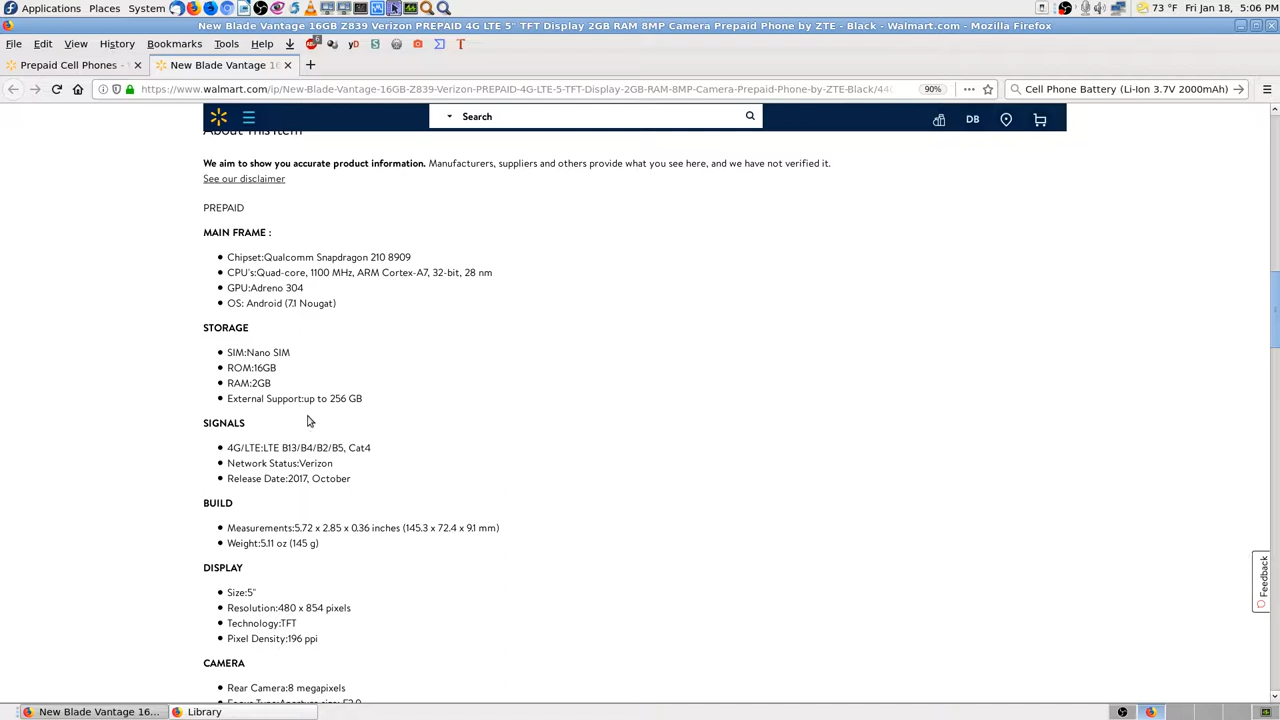 Applications Places System 73 °F Fri Jan 18, 5:06 PM
New Blade Vantage 16GB Z839 Verizon PREPAID 4G LTE 5" TFT Display 2GB RAM 8MP Camera Prepaid Phone by ZTE - Black - Walmart.com - Mozilla Firefox
File Edit View History Bookmarks Tools Help
Prepaid Cell Phones - New Blade Vantage 16
https://www.walmart.com/ip/New-Blade-Vantage-16GB-Z839-Verizon-PREPAID-4G-LTE-5-TFT-Display-2GB-RAM-8MP-Camera-Prepaid-Phone-by-ZTE-Black/44 90% Cell Phone Battery (Li-Ion 3.7V 2000mAh)
Search DB
About This Item
We aim to show you accurate product information. Manufacturers, suppliers and others provide what you see here, and we have not verified it.
See our disclaimer
PREPAID
MAIN FRAME :
Chipset:Qualcomm Snapdragon 210 8909
CPU's:Quad-core, 1100 MHz, ARM Cortex-A7, 32-bit, 28 nm
GPU:Adreno 304
OS: Android (7.1 Nougat)
STORAGE
SIM:Nano SIM
ROM:16GB
RAM:2GB
External Support:up to 256 GB
SIGNALS
4G/LTE:LTE B13/B4/B2/B5, Cat4
Network Status:Verizon
Release Date:2017, October
BUILD
Measurements:5.72 x 2.85 x 0.36 inches (145.3 x 72.4 x 9.1 mm)
Weight:5.11 oz (145 g)
Feedback
DISPLAY
Size:5"
Resolution:480 x 854 pixels
Technology:TFT
Pixel Density:196 ppi
CAMERA
Rear Camera:8 megapixels
New Blade Vantage 16... Library